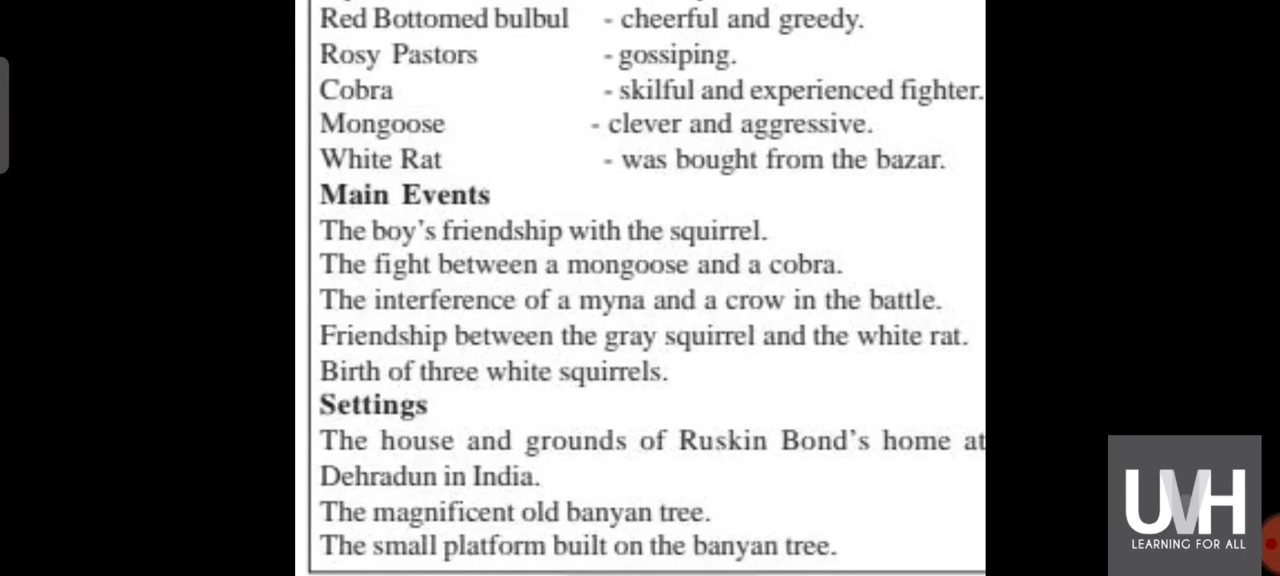 Red Bottomed bulbul - cheerful and greedy.
Rosy Pastors - gossiping.
Cobra - skilful and experienced fighter.
Mongoose - clever and aggressive.
White Rat - was bought from the bazar.
Main Events
The boy's friendship with the squirrel.
The fight between a mongoose and a cobra.
The interference of a myna and a crow in the battle.
Friendship between the gray squirrel and the white rat.
Birth of three white squirrels.
Settings
The house and grounds of Ruskin Bond's home at
Dehradun in India.
The magnificent old banyan tree.
The small platform built on the banyan tree.
UVH
LEARNING FOR ALL